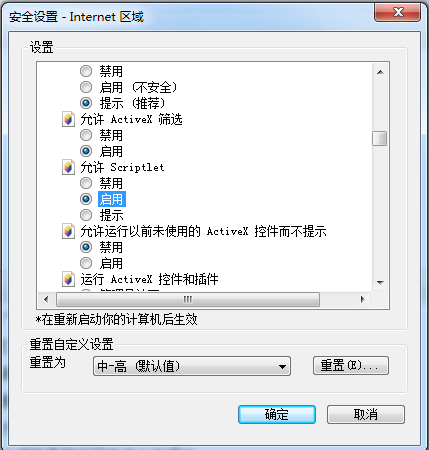 安全设置 - Internet 区域
设置
禁用
启用 (不安全)
提示 (推荐)
允许 ActiveX 筛选
禁用
启用
允许 Scriptlet
禁用
启用
提示
允许运行以前未使用的 ActiveX 控件而不提示
禁用
启用
运行 ActiveX 控件和插件
*在重新启动你的计算机后生效
重置自定义设置
重置为
中-高 (默认值)
重置(E)...
确定
取消